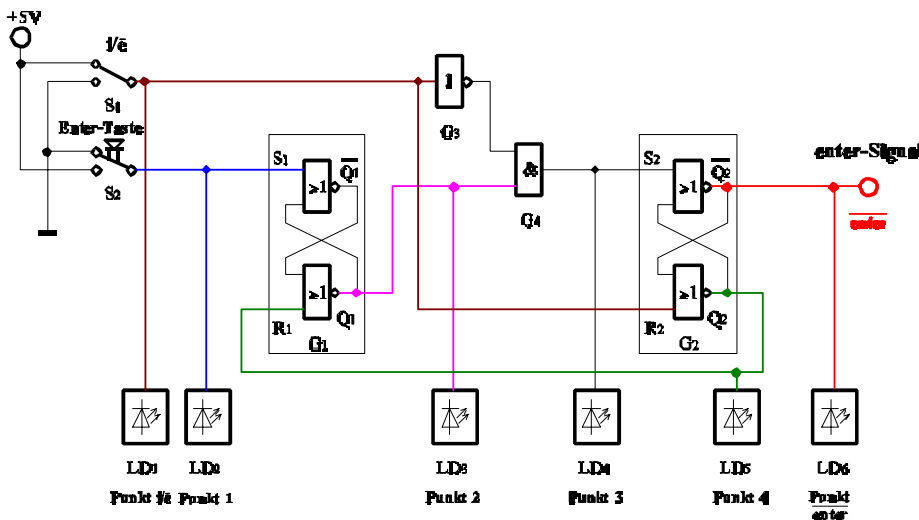 +5V
f/ē
S1
Enter-Taste
S2
1
G3
S1
≥1
Q1
≥1
Q1
R1
G1
&
G4
S2
≥1
Q2
≥1
Q2
R2
G2
enter-Signal
enter
LD1
LD2
LD3
LD4
LD5
LD6
Punkt f/ē
Punkt 1
Punkt 2
Punkt 3
Punkt 4
Punkt
enter